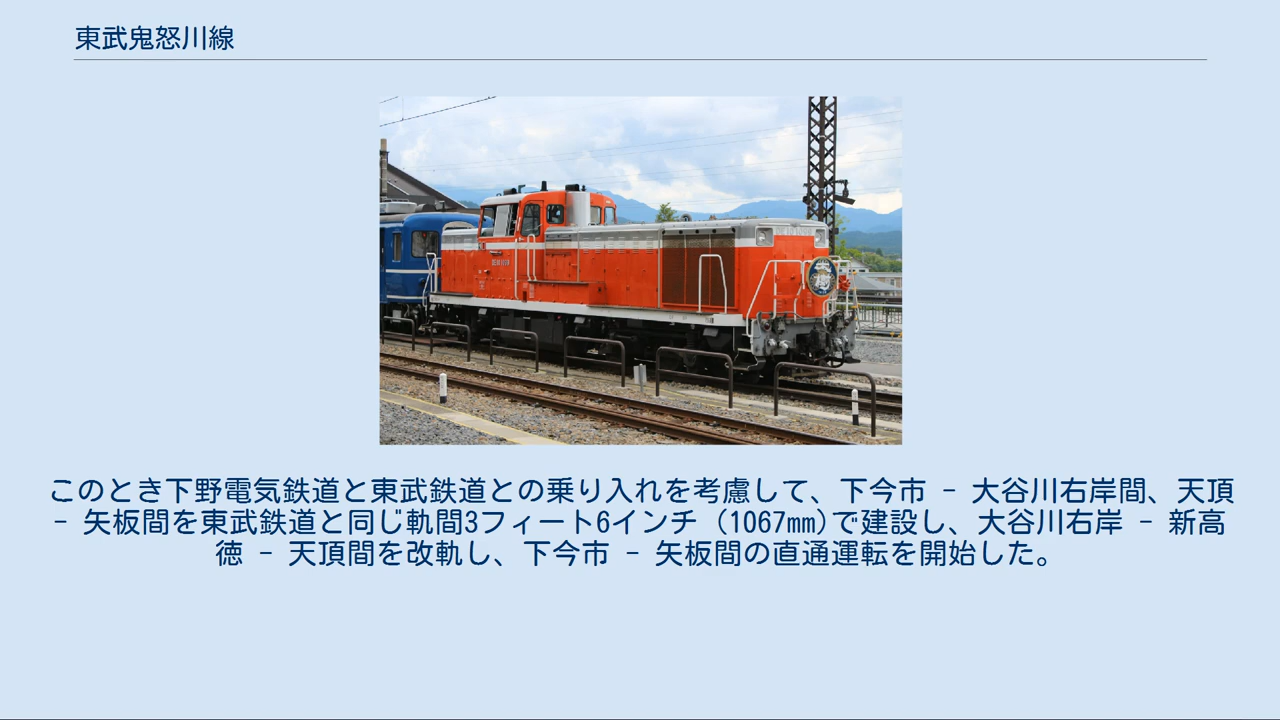 東武鬼怒川線
このとき下野電気鉄道と東武鉄道との乗り入れを考慮して、下今市 - 大谷川右岸間、天頂
- 矢板間を東武鉄道と同じ軌間3フィート6インチ (1067mm)で建設し、大谷川右岸 - 新高
徳 - 天頂間を改軌し、下今市 - 矢板間の直通運転を開始した。